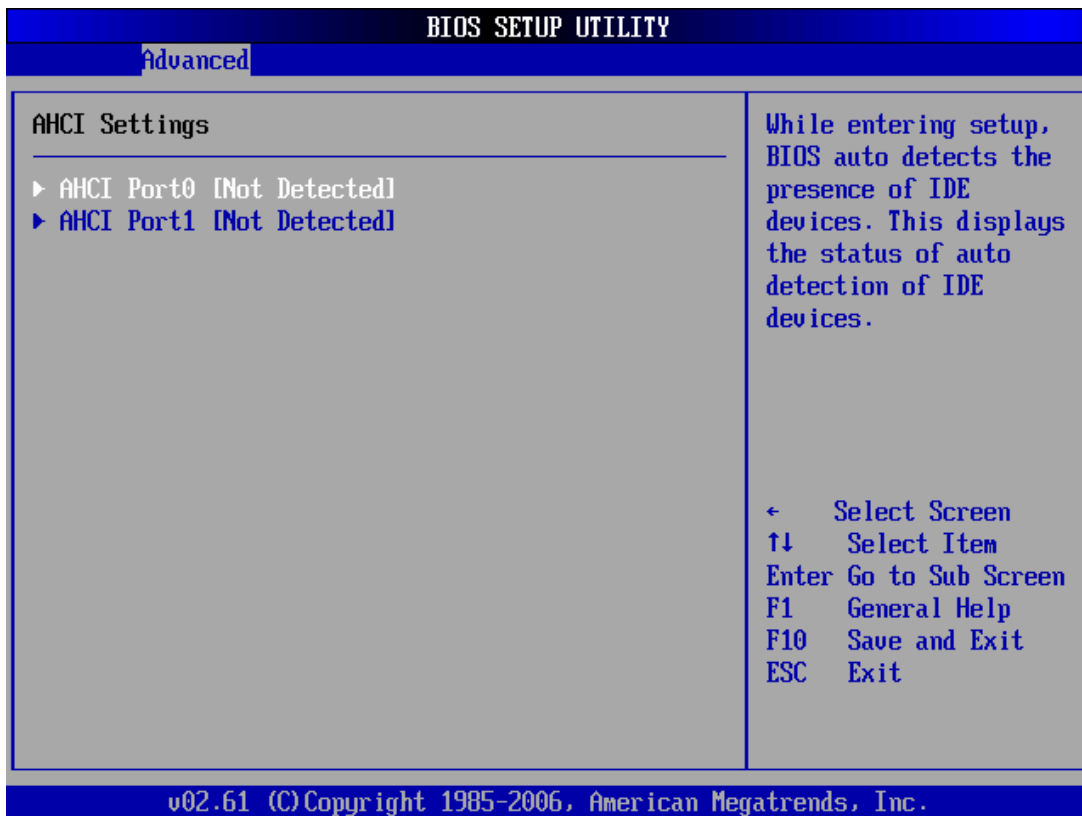 BIOS SETUP UTILITY
Advanced
AHCI Settings
▶ AHCI Port0 [Not Detected]
▶ AHCI Port1 [Not Detected]
While entering setup,
BIOS auto detects the
presence of IDE
devices. This displays
the status of auto
detection of IDE
devices.
← Select Screen
↑↓ Select Item
Enter Go to Sub Screen
F1 General Help
F10 Save and Exit
ESC Exit
v02.61 (C)Copyright 1985-2006, American Megatrends, Inc.